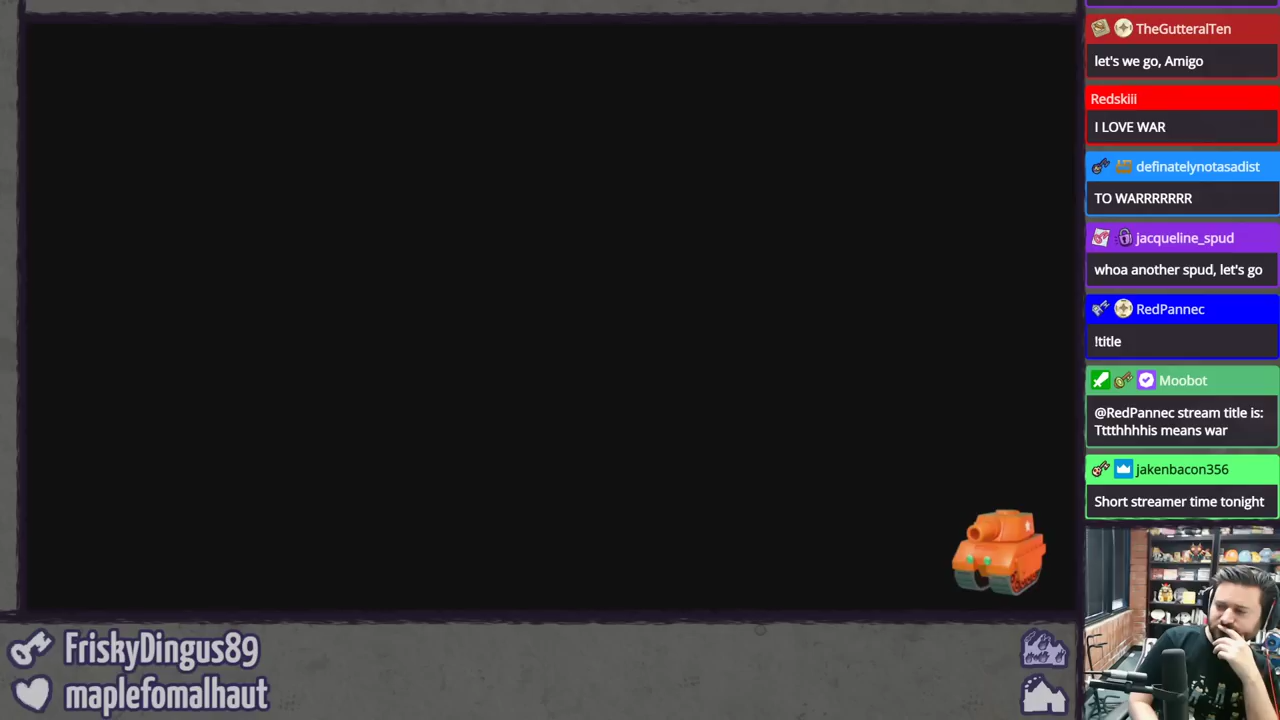 TheGutteralTen
let's we go, Amigo
Redskiii
I LOVE WAR
definatelynotasadist
TO WARRRRRRR
jacqueline_spud
whoa another spud, let's go
RedPannec
!title
Moobot
@RedPannec stream title is:
Tttthhhhis means war
jakenbacon356
Short streamer time tonight
FriskyDingus89
maplefomalhaut